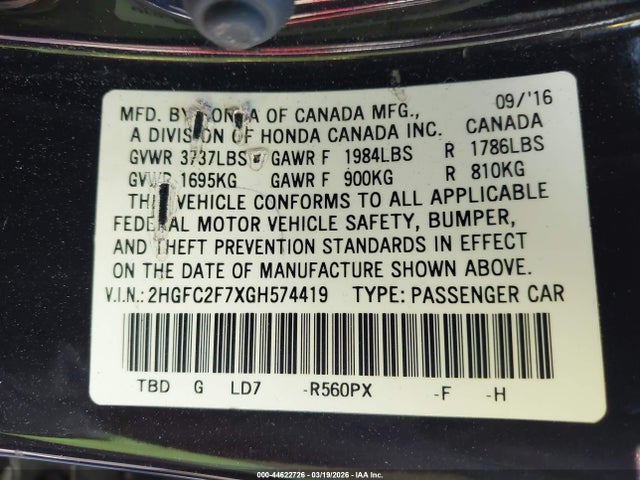 MFD. BY HONDA OF CANADA MFG., 09/'16
A DIVISION OF HONDA CANADA INC. CANADA
GVWR 3737LBS GAWR F 1984LBS R 1786LBS
GVWR 1695KG GAWR F 900KG R 810KG
THIS VEHICLE CONFORMS TO ALL APPLICABLE
FEDERAL MOTOR VEHICLE SAFETY, BUMPER,
AND THEFT PREVENTION STANDARDS IN EFFECT
ON THE DATE OF MANUFACTURE SHOWN ABOVE.
V.I.N.: 2HGFC2F7XGH574419 TYPE: PASSENGER CAR
TBD G LD7 -R560PX -F -H
000-44622726 - 03/19/2026 - IAA Inc.